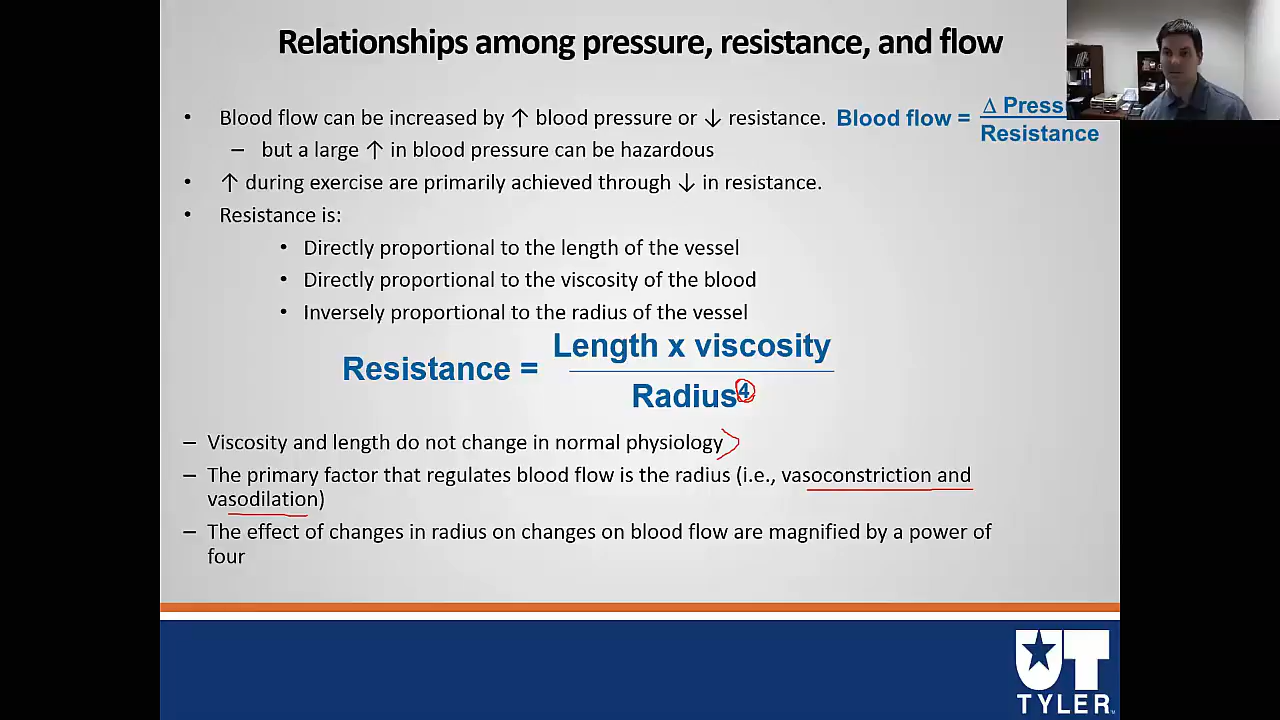 Relationships among pressure, resistance, and flow
• Blood flow can be increased by ↑ blood pressure or ↓ resistance.
Blood flow = Δ Press
Resistance
– but a large ↑ in blood pressure can be hazardous
• ↑ during exercise are primarily achieved through ↓ in resistance.
• Resistance is:
• Directly proportional to the length of the vessel
• Directly proportional to the viscosity of the blood
• Inversely proportional to the radius of the vessel
Resistance = Length x viscosity
Radius⁴
– Viscosity and length do not change in normal physiology
– The primary factor that regulates blood flow is the radius (i.e., vasoconstriction and
vasodilation)
– The effect of changes in radius on changes on blood flow are magnified by a power of
four
UT
TYLER